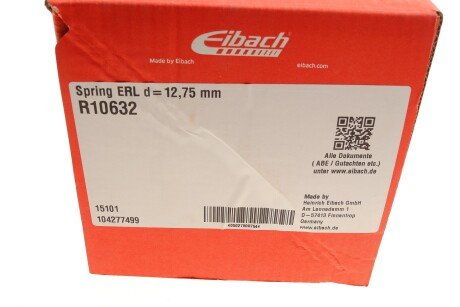 Eibach
Made by Eibach
eibach.com
Spring ERL d=12,75 mm
R10632
Alle Dokumente
( ABE / Gutachten etc.)
unter www.eibach.de
15101
104277499
Made by
Heinrich Eibach GmbH
Am Lennedamm 1
D-57413 Finnentrop
Germany
www.eibach.de